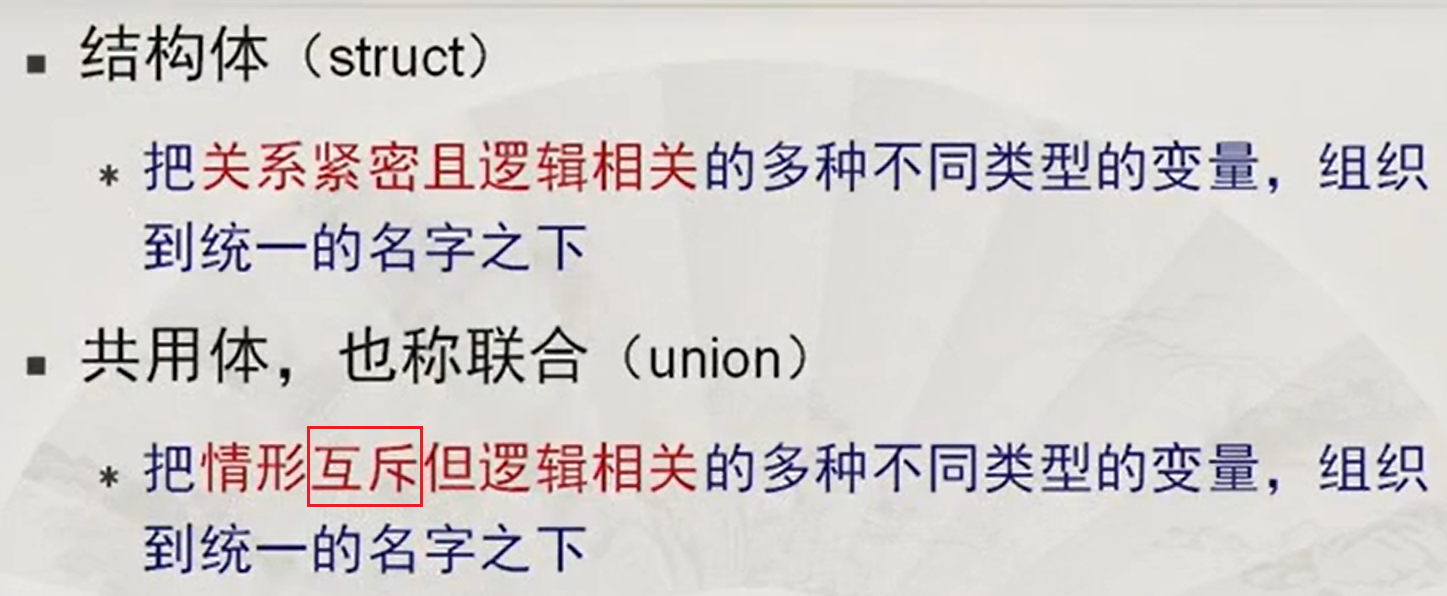 结构体（struct）
把关系紧密且逻辑相关的多种不同类型的变量，组织
到统一的名字之下
共用体，也称联合（union）
把情形互斥但逻辑相关的多种不同类型的变量，组织
到统一的名字之下